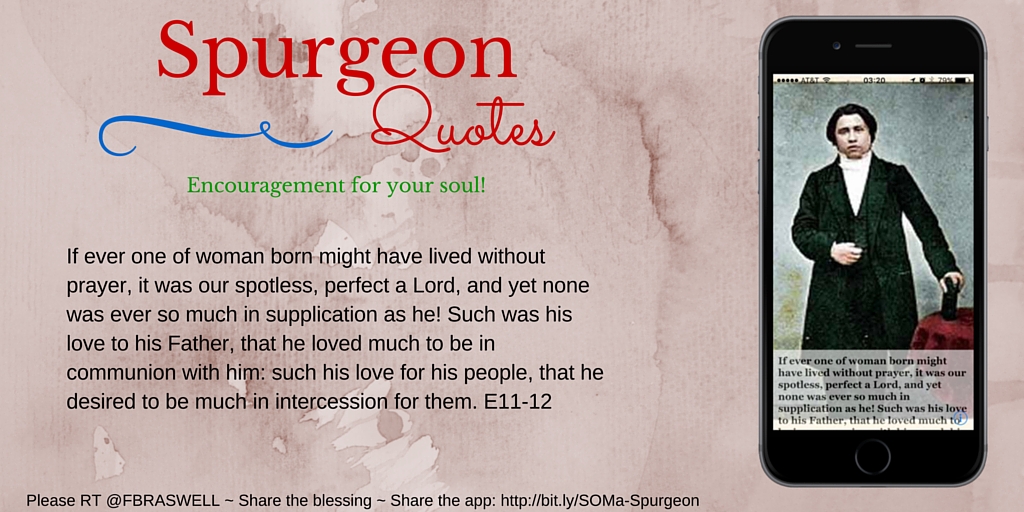 Spurgeon
Quotes
Encouragement for your soul!
If ever one of woman born might have lived without
prayer, it was our spotless, perfect a Lord, and yet none
was ever so much in supplication as he! Such was his
love to his Father, that he loved much to be in
communion with him: such his love for his people, that he
desired to be much in intercession for them. E11-12
AT&T 03:20 79%
If ever one of woman born might
have lived without prayer, it was our
spotless, perfect a Lord, and yet
none was ever so much in
supplication as he! Such was his love
to his Father, that he loved much to
Please RT @FBRASWELL ~ Share the blessing ~ Share the app: http://bit.ly/SOMa-Spurgeon